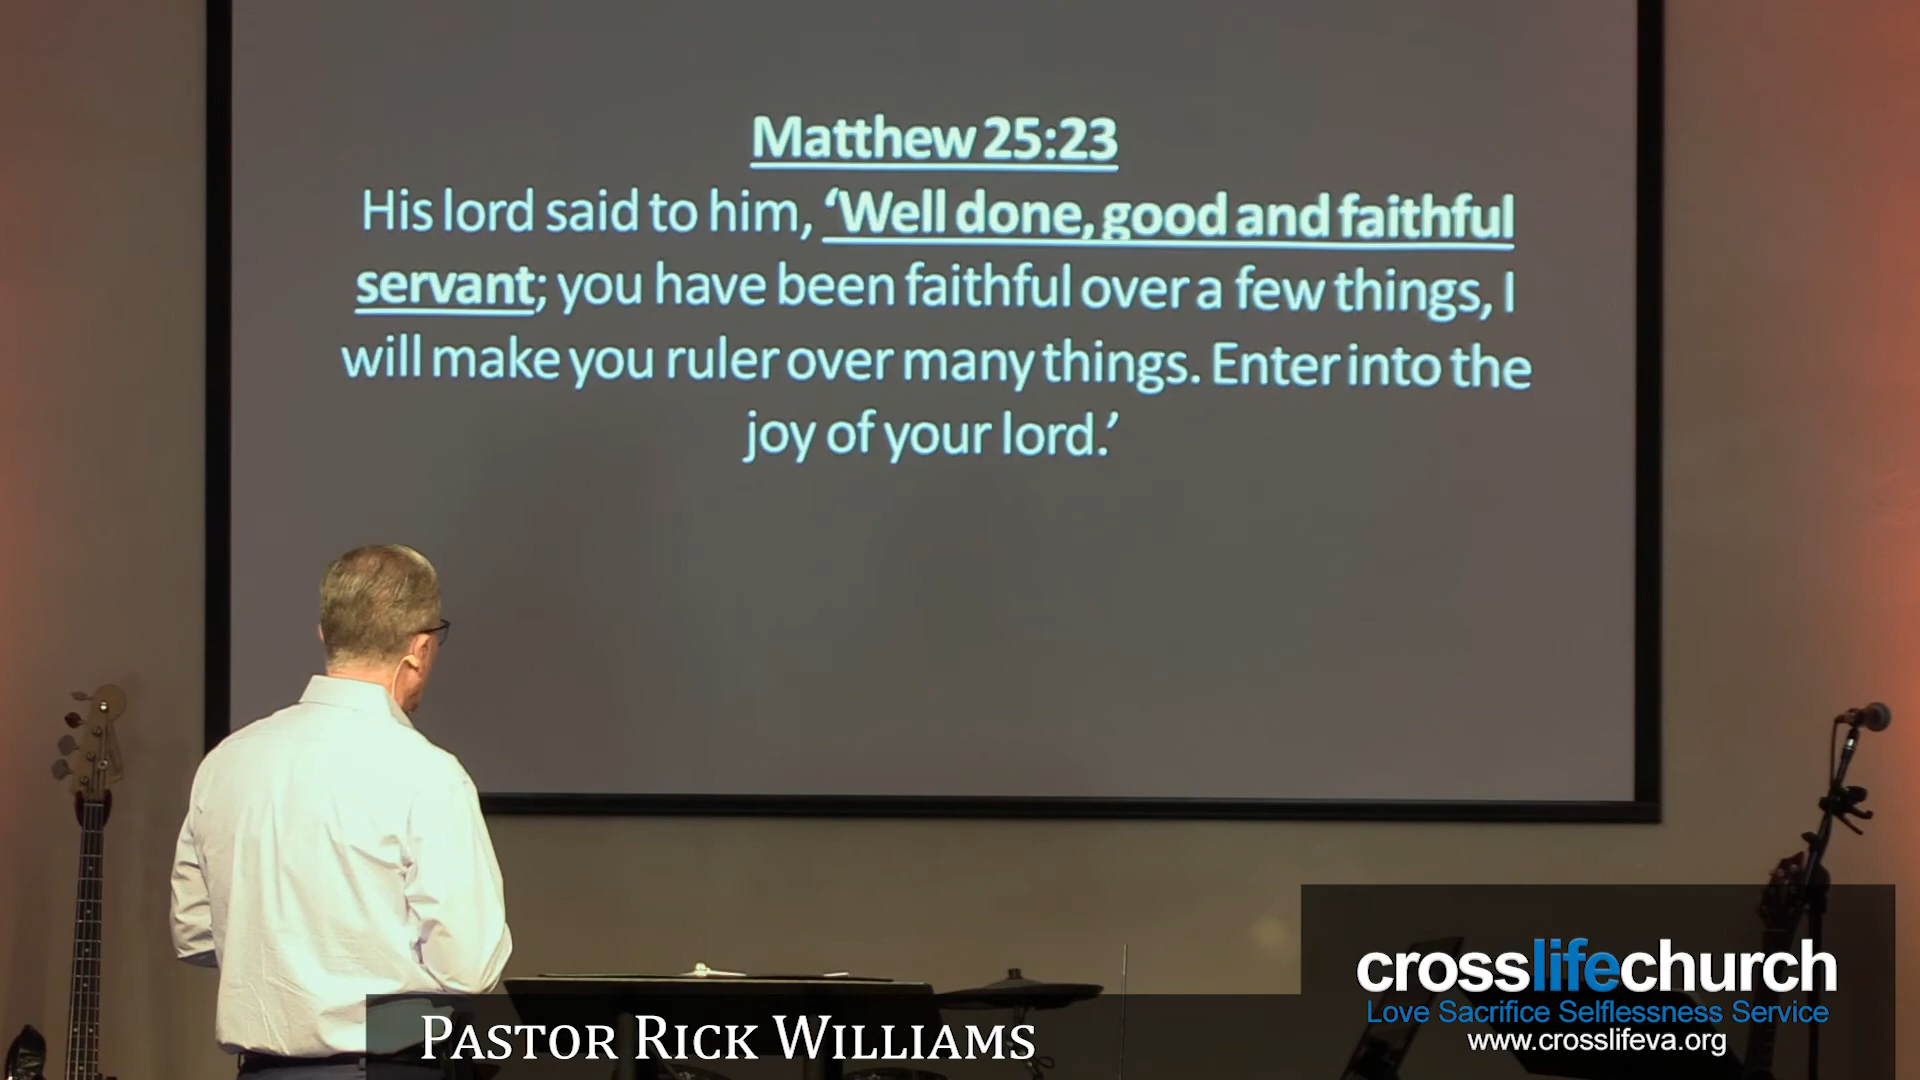 Matthew 25:23
His lord said to him, ‘Well done, good and faithful
servant; you have been faithful over a few things, I
will make you ruler over many things. Enter into the
joy of your lord.’
PASTOR RICK WILLIAMS
crosslifechurch
Love Sacrifice Selflessness Service
www.crosslifeva.org